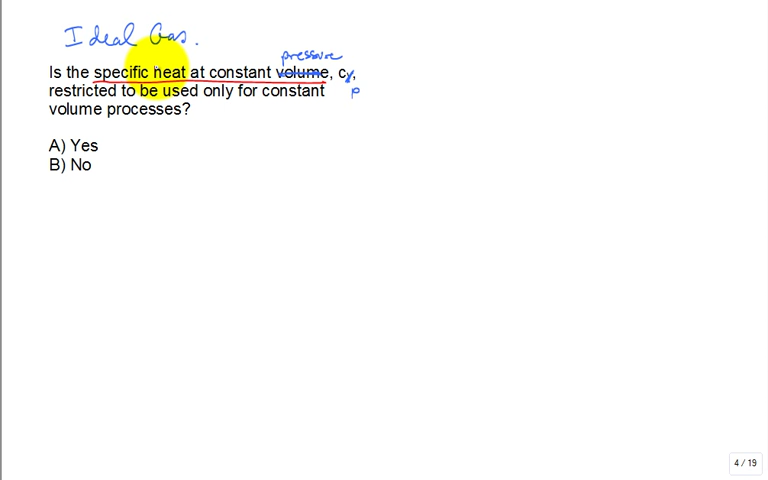 Ideal Gas.
pressure
Is the specific heat at constant volume, cv,
restricted to be used only for constant p
volume processes?
A) Yes
B) No
4 / 19